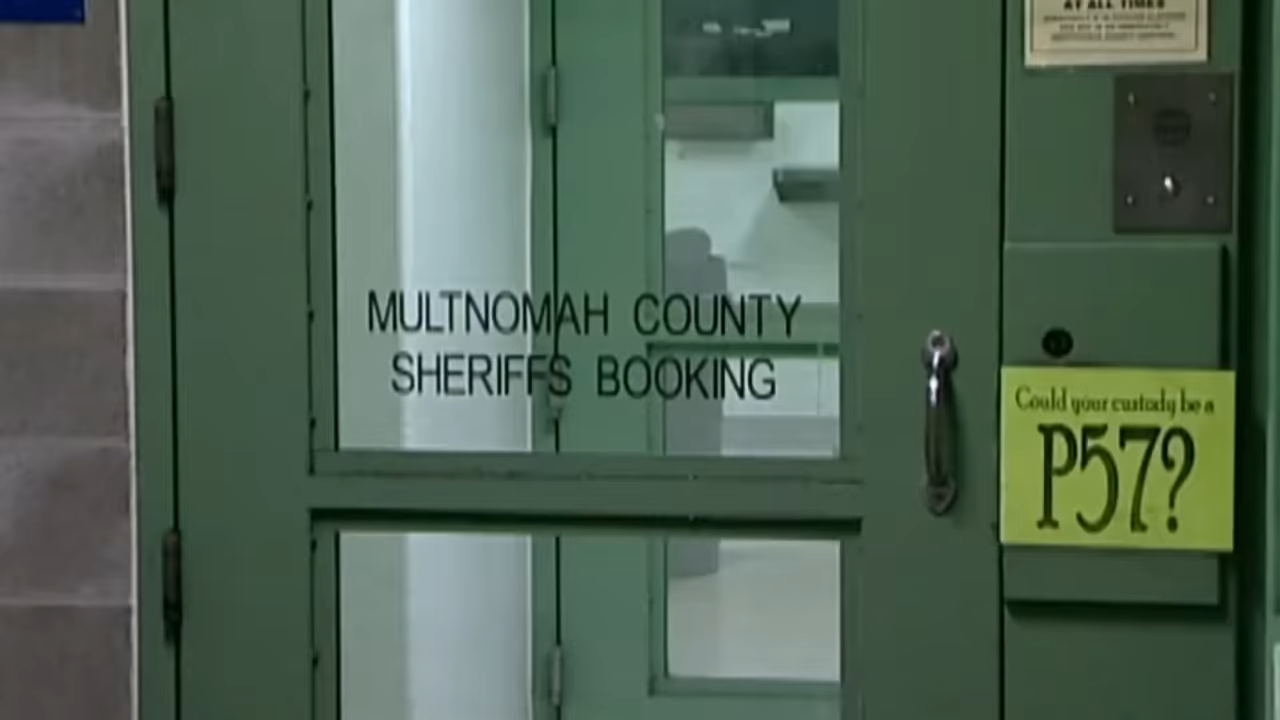 AT ALL TIMES
MULTNOMAH COUNTY
SHERIFFS BOOKING
Could your custody be a
P57?